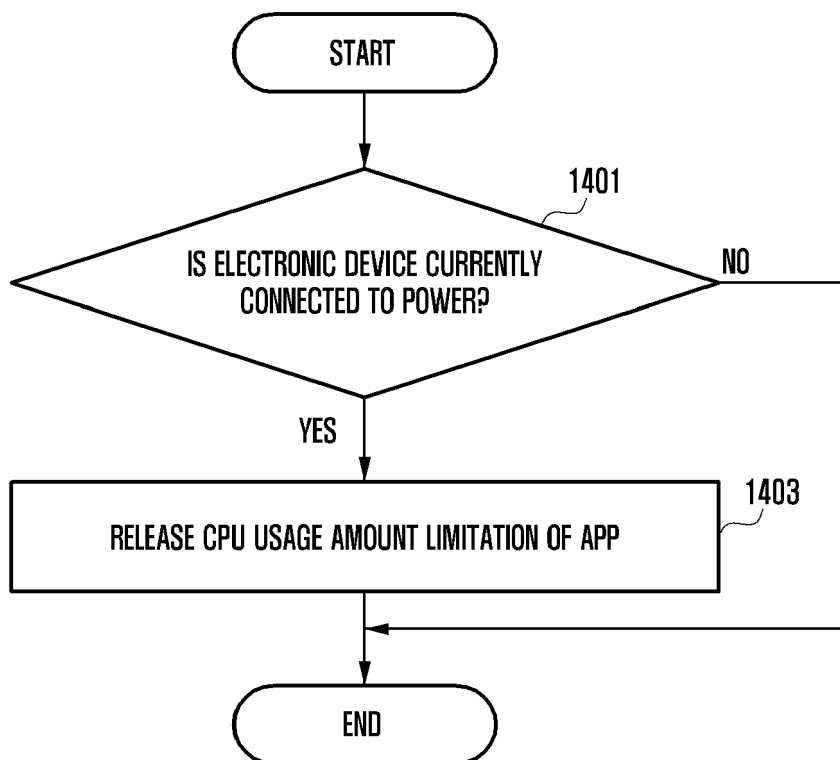 START
1401
IS ELECTRONIC DEVICE CURRENTLY
CONNECTED TO POWER?
NO
YES
1403
RELEASE CPU USAGE AMOUNT LIMITATION OF APP
END